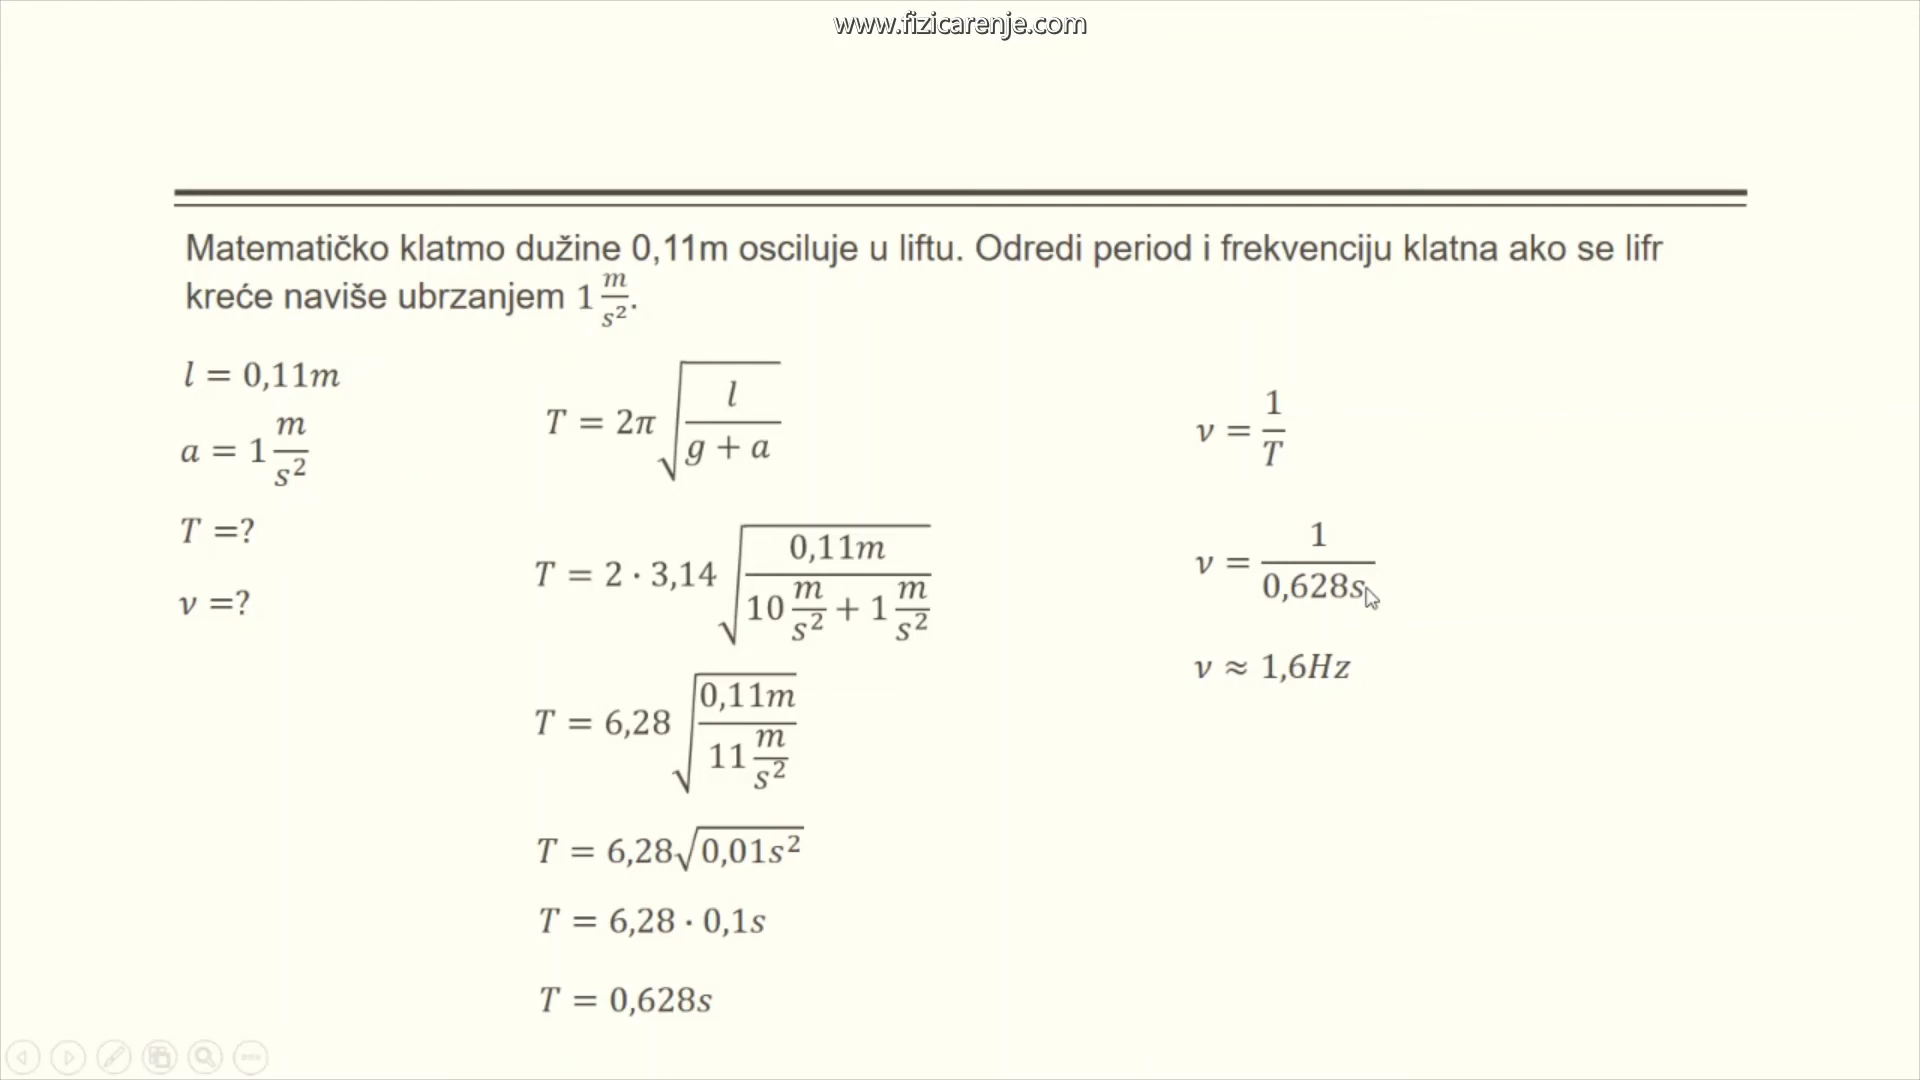 www.fizicarenje.com
Matematičko klatmo dužine 0,11m osciluje u liftu. Odredi period i frekvenciju klatna ako se lifr
kreće naviše ubrzanjem 1 m/s².
l = 0,11m
a = 1 m/s²
T =?
ν =?
T = 2π√(l/(g + a))
T = 2 · 3,14 √(0,11m/(10 m/s² + 1 m/s²))
T = 6,28 √(0,11m/(11 m/s²))
T = 6,28√(0,01s²)
T = 6,28 · 0,1s
T = 0,628s
ν = 1/T
ν = 1/0,628s
ν ≈ 1,6Hz